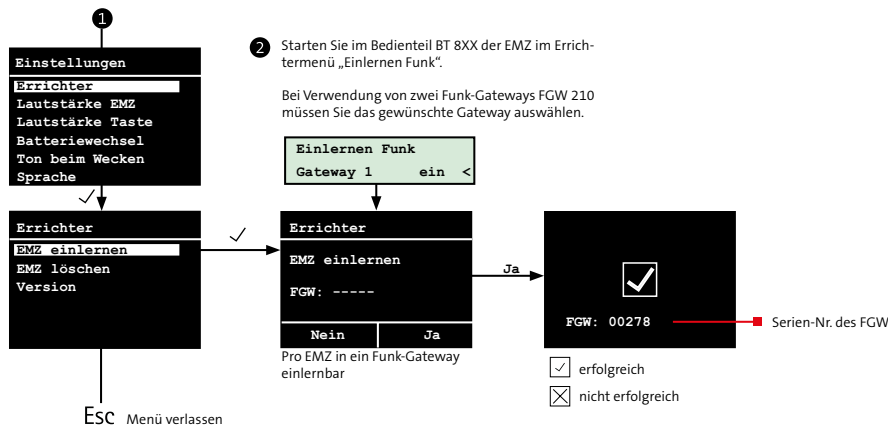 1
Einstellungen
Errichter
Lautstärke EMZ
Lautstärke Taste
Batteriewechsel
Ton beim Wecken
Sprache
2 Starten Sie im Bedienteil BT 8XX der EMZ im Errich-
termenü „Einlernen Funk“.
Bei Verwendung von zwei Funk-Gateways FGW 210
müssen Sie das gewünschte Gateway auswählen.
Einlernen Funk
Gateway 1 ein <
Errichter
EMZ einlernen
EMZ löschen
Version
Esc Menü verlassen
Errichter
EMZ einlernen
FGW: -----
Nein Ja
Pro EMZ in ein Funk-Gateway
einlernbar
Ja
FGW: 00278
Serien-Nr. des FGW
erfolgreich
nicht erfolgreich